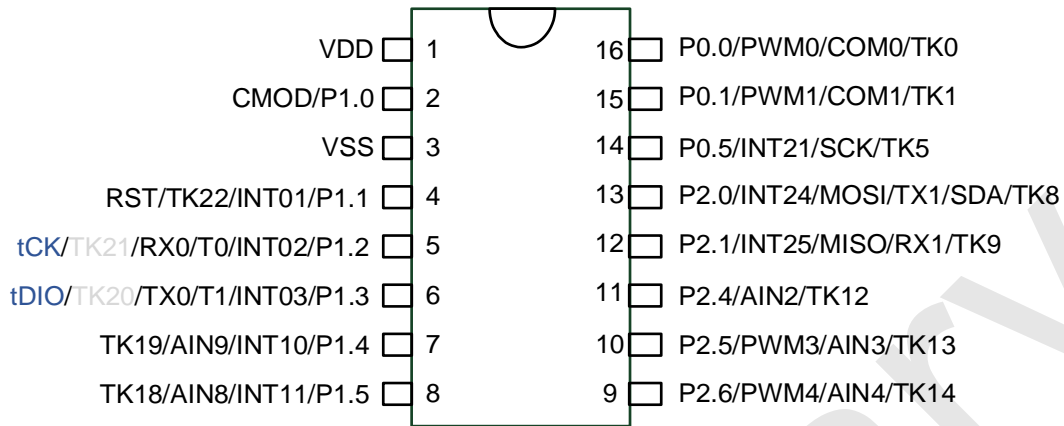 VDD 1 16 P0.0/PWM0/COM0/TK0
CMOD/P1.0 2 15 P0.1/PWM1/COM1/TK1
VSS 3 14 P0.5/INT21/SCK/TK5
RST/TK22/INT01/P1.1 4 13 P2.0/INT24/MOSI/TX1/SDA/TK8
tCK/TK21/RX0/T0/INT02/P1.2 5 12 P2.1/INT25/MISO/RX1/TK9
tDIO/TK20/TX0/T1/INT03/P1.3 6 11 P2.4/AIN2/TK12
TK19/AIN9/INT10/P1.4 7 10 P2.5/PWM3/AIN3/TK13
TK18/AIN8/INT11/P1.5 8 9 P2.6/PWM4/AIN4/TK14